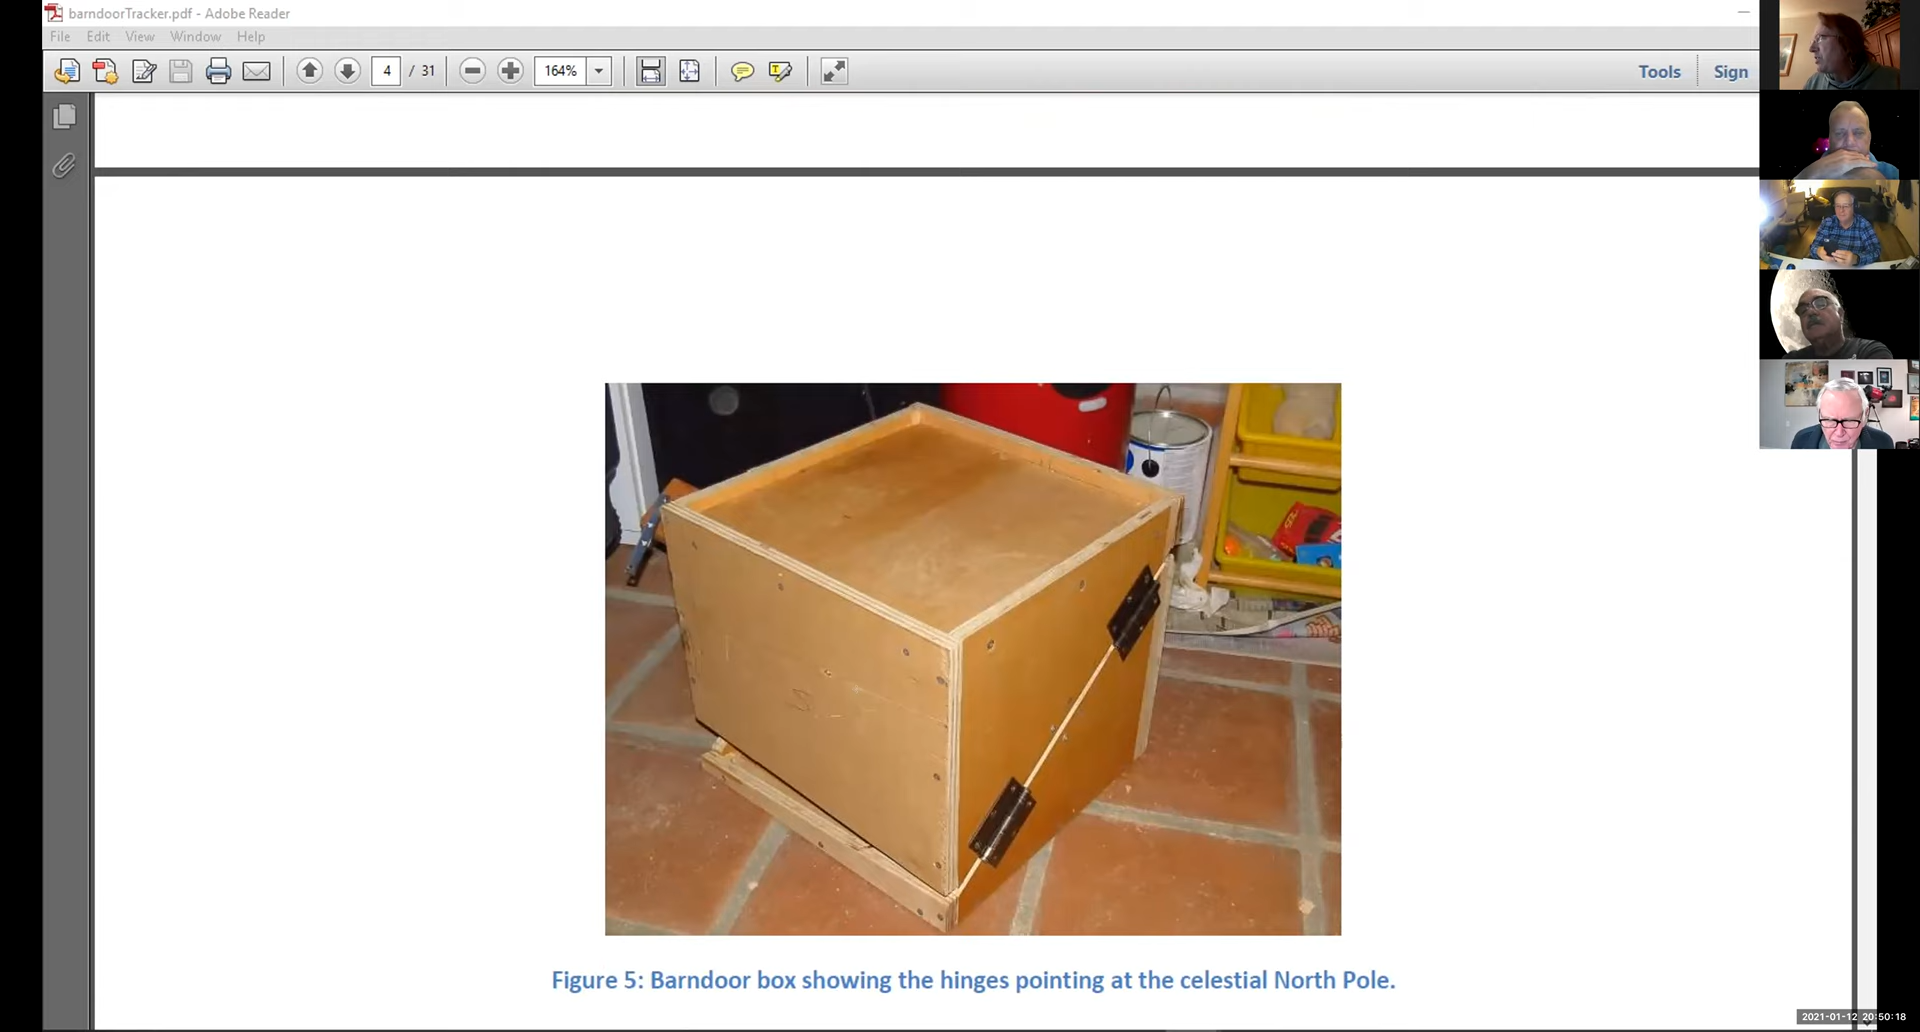 barndoorTracker.pdf - Adobe Reader
File Edit View Window Help
4 / 31 164% Tools Sign
Figure 5: Barndoor box showing the hinges pointing at the celestial North Pole.
2021-01-12 20:50:18